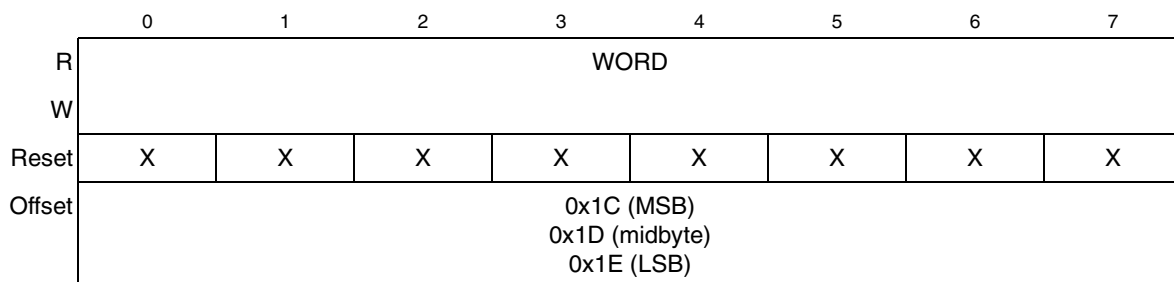 0 1 2 3 4 5 6 7
R WORD
W
Reset X X X X X X X X
Offset 0x1C (MSB)
0x1D (midbyte)
0x1E (LSB)